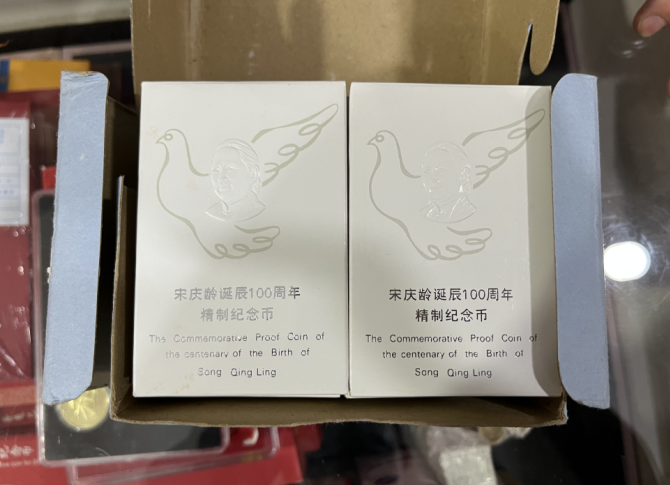 宋庆龄诞辰100周年
精制纪念币
The Commemorative Proof Coin of
the centenary of the Birth of
Song Qing Ling
宋庆龄诞辰100周年
精制纪念币
The Commemorative Proof Coin of
the centenary of the Birth of
Song Qing Ling